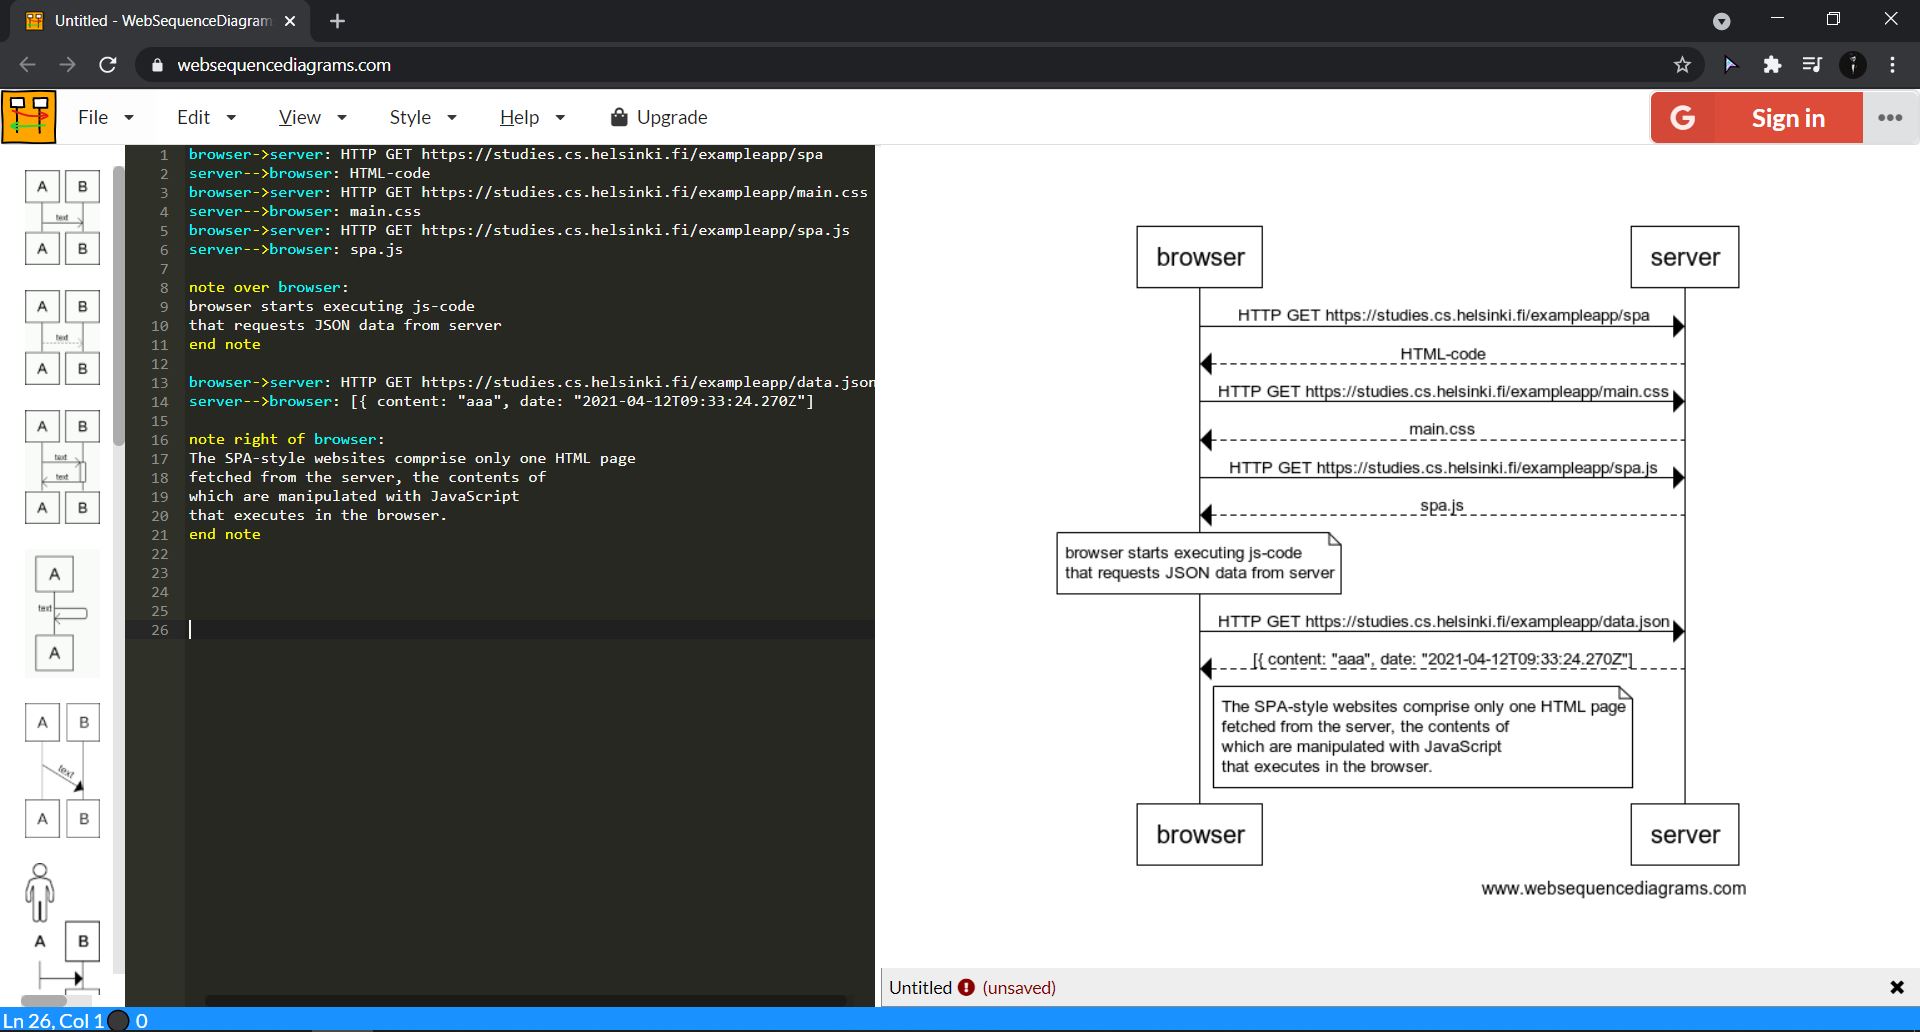 Untitled - WebSequenceDiagram
websequencediagrams.com
File Edit View Style Help Upgrade
Sign in
A B
text
A B
A B
text
A B
A B
text
text
A B
A
text
A
A B
text
A B
A B
1 browser->server: HTTP GET https://studies.cs.helsinki.fi/exampleapp/spa
2 server-->browser: HTML-code
3 browser->server: HTTP GET https://studies.cs.helsinki.fi/exampleapp/main.css
4 server-->browser: main.css
5 browser->server: HTTP GET https://studies.cs.helsinki.fi/exampleapp/spa.js
6 server-->browser: spa.js
7
8 note over browser:
9 browser starts executing js-code
10 that requests JSON data from server
11 end note
12
13 browser->server: HTTP GET https://studies.cs.helsinki.fi/exampleapp/data.json
14 server-->browser: [{ content: "aaa", date: "2021-04-12T09:33:24.270Z"]
15
16 note right of browser:
17 The SPA-style websites comprise only one HTML page
18 fetched from the server, the contents of
19 which are manipulated with JavaScript
20 that executes in the browser.
21 end note
22
23
24
25
26
browser server
HTTP GET https://studies.cs.helsinki.fi/exampleapp/spa
HTML-code
HTTP GET https://studies.cs.helsinki.fi/exampleapp/main.css
main.css
HTTP GET https://studies.cs.helsinki.fi/exampleapp/spa.js
spa.js
browser starts executing js-code
that requests JSON data from server
HTTP GET https://studies.cs.helsinki.fi/exampleapp/data.json
[{ content: "aaa", date: "2021-04-12T09:33:24.270Z"]
The SPA-style websites comprise only one HTML page
fetched from the server, the contents of
which are manipulated with JavaScript
that executes in the browser.
browser server
www.websequencediagrams.com
Untitled (unsaved)
Ln 26, Col 1 0